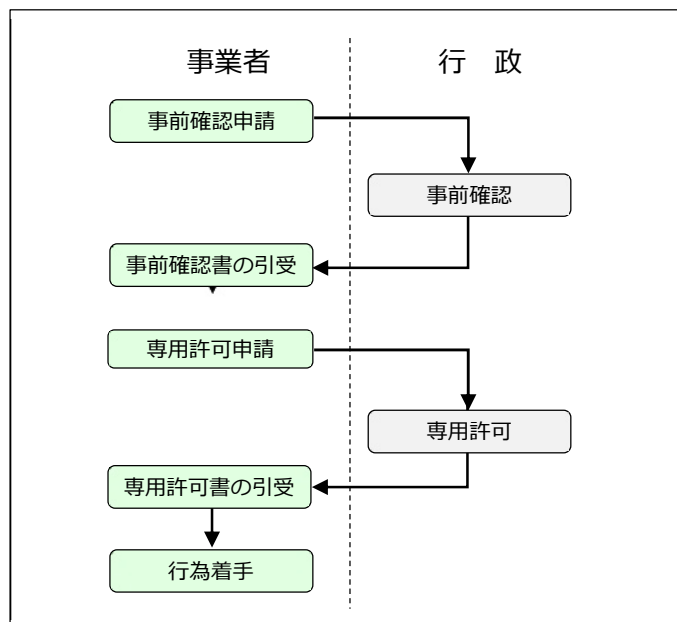 事業者
行　政
事前確認申請
事前確認
事前確認書の引受
専用許可申請
専用許可
専用許可書の引受
行為着手